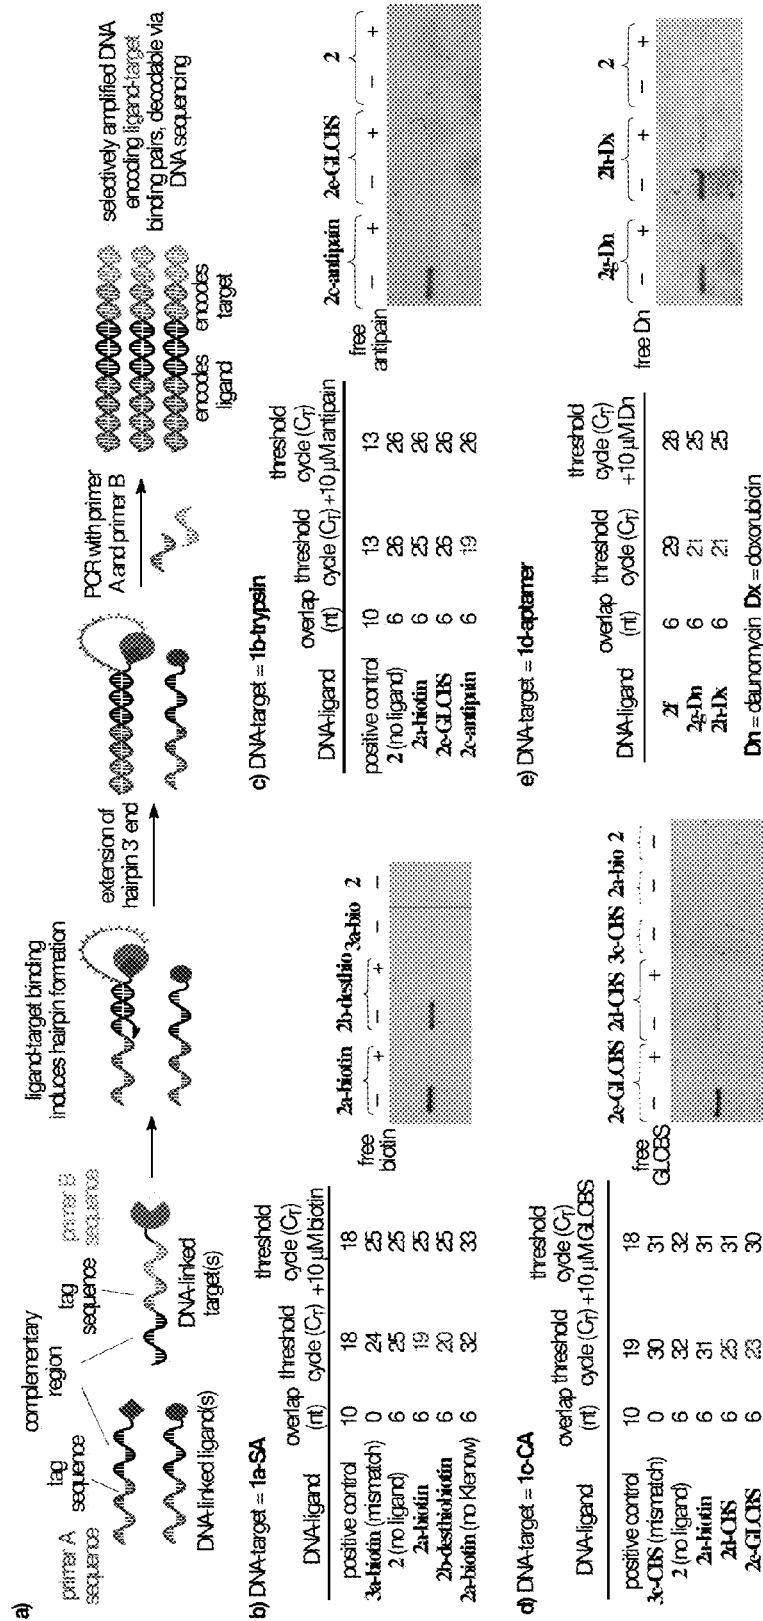 a)
primer A sequence
tag sequence
complementary region
tag sequence
primer B sequence
DNA-linked ligand(s)
DNA-linked target(s)
ligand-target binding induces hairpin formation
extension of hairpin 3' end
PCR with primer A and primer B
encodes ligand
encodes target
selectively amplified DNA encoding ligand-target binding pairs, decodable via DNA sequencing
b) DNA-target = 1a-SA
DNA-ligand overlap (nt) threshold cycle (CT) threshold cycle (CT) +10 μM biotin
positive control 10 18 18
3a-biotin (mismatch) 0 24 25
2 (no ligand) 6 25 25
2a-biotin 6 19 25
2b-desthiobiotin 6 20 25
2a-biotin (no Klenow) 6 32 33
2a-biotin 2b-desthio 3a-bio 2
free biotin − + − + − −
c) DNA-target = 1b-trypsin
DNA-ligand overlap (nt) threshold cycle (CT) threshold cycle (CT) +10 μM antipain
positive control 10 13 13
2 (no ligand) 6 26 26
2a-biotin 6 25 26
2e-GLCBS 6 26 26
2c-antipain 6 19 26
2c-antipain 2e-GLCBS 2
free antipain − + − + − +
d) DNA-target = 1c-CA
DNA-ligand overlap (nt) threshold cycle (CT) threshold cycle (CT) +10 μM GLCBS
positive control 10 19 18
3c-CBS (mismatch) 0 30 31
2 (no ligand) 6 32 32
2a-biotin 6 31 31
2d-CBS 6 25 31
2e-GLCBS 6 23 30
2e-GLCBS 2d-CBS 3c-CBS 2a-bio 2
free GLCBS − + − + − − −
e) DNA-target = 1d-aptamer
DNA-ligand overlap (nt) threshold cycle (CT) threshold cycle (CT) +10 μM Dn
2f 6 29 28
2g-Dn 6 21 25
2h-Dx 6 21 25
Dn = daunomycin Dx = doxorubicin
2g-Dn 2h-Dx 2
free Dn − + − + − +